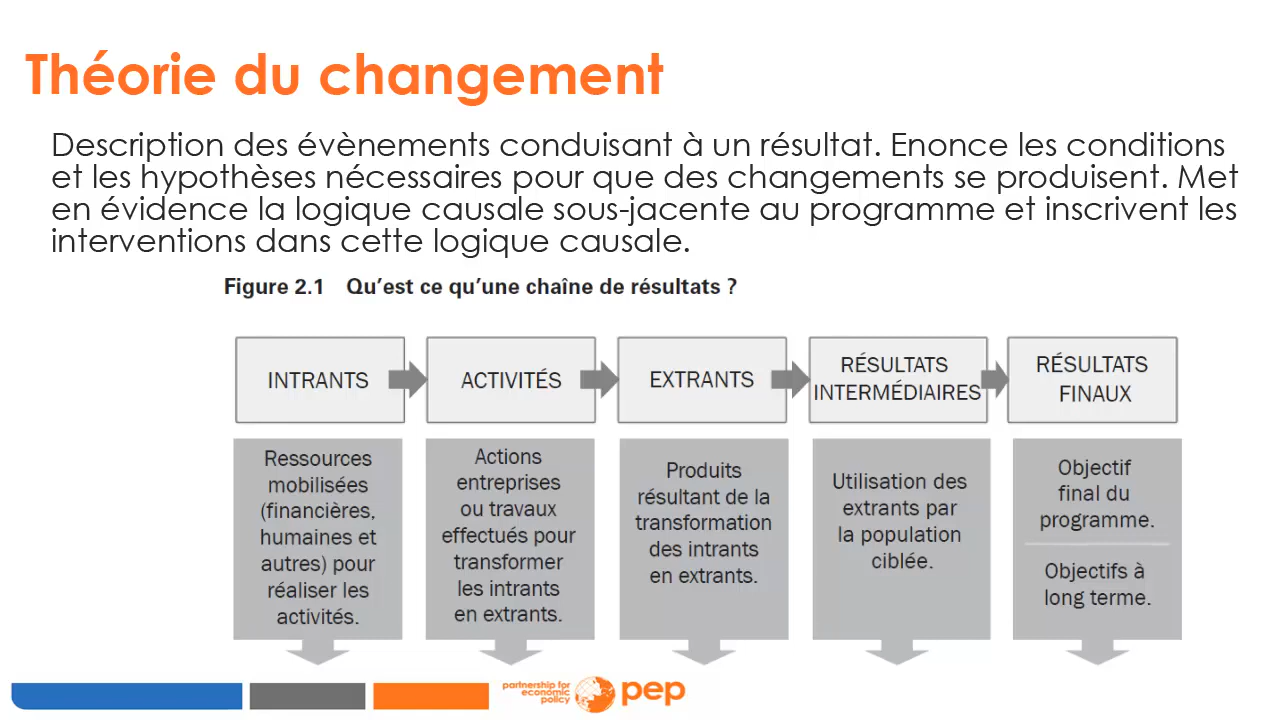 Théorie du changement
Description des évènements conduisant à un résultat. Enonce les conditions
et les hypothèses nécessaires pour que des changements se produisent. Met
en évidence la logique causale sous-jacente au programme et inscrivent les
interventions dans cette logique causale.
Figure 2.1 Qu'est ce qu'une chaîne de résultats ?
INTRANTS
ACTIVITÉS
EXTRANTS
RÉSULTATS
INTERMÉDIAIRES
RÉSULTATS
FINAUX
Ressources
mobilisées
(financières,
humaines et
autres) pour
réaliser les
activités.
Actions
entreprises
ou travaux
effectués pour
transformer
les intrants
en extrants.
Produits
résultant de la
transformation
des intrants
en extrants.
Utilisation des
extrants par
la population
ciblée.
Objectif
final du
programme.
Objectifs à
long terme.
partnership for
economic
policy
pep